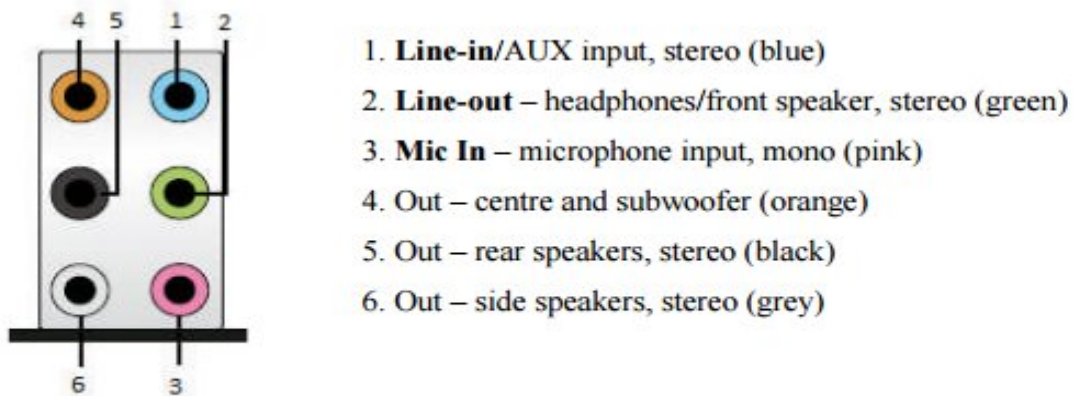 4 5 1 2
1. Line-in/AUX input, stereo (blue)
2. Line-out – headphones/front speaker, stereo (green)
3. Mic In – microphone input, mono (pink)
4. Out – centre and subwoofer (orange)
5. Out – rear speakers, stereo (black)
6. Out – side speakers, stereo (grey)
6 3